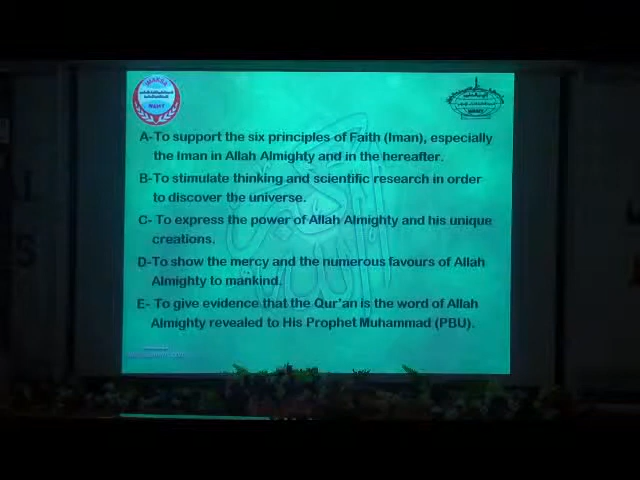 A-To support the six principles of Faith (Iman), especially
the Iman in Allah Almighty and in the hereafter.
B-To stimulate thinking and scientific research in order
to discover the universe.
C- To express the power of Allah Almighty and his unique
creations.
D-To show the mercy and the numerous favours of Allah
Almighty to mankind.
E- To give evidence that the Qur'an is the word of Allah
Almighty revealed to His Prophet Muhammad (PBU).